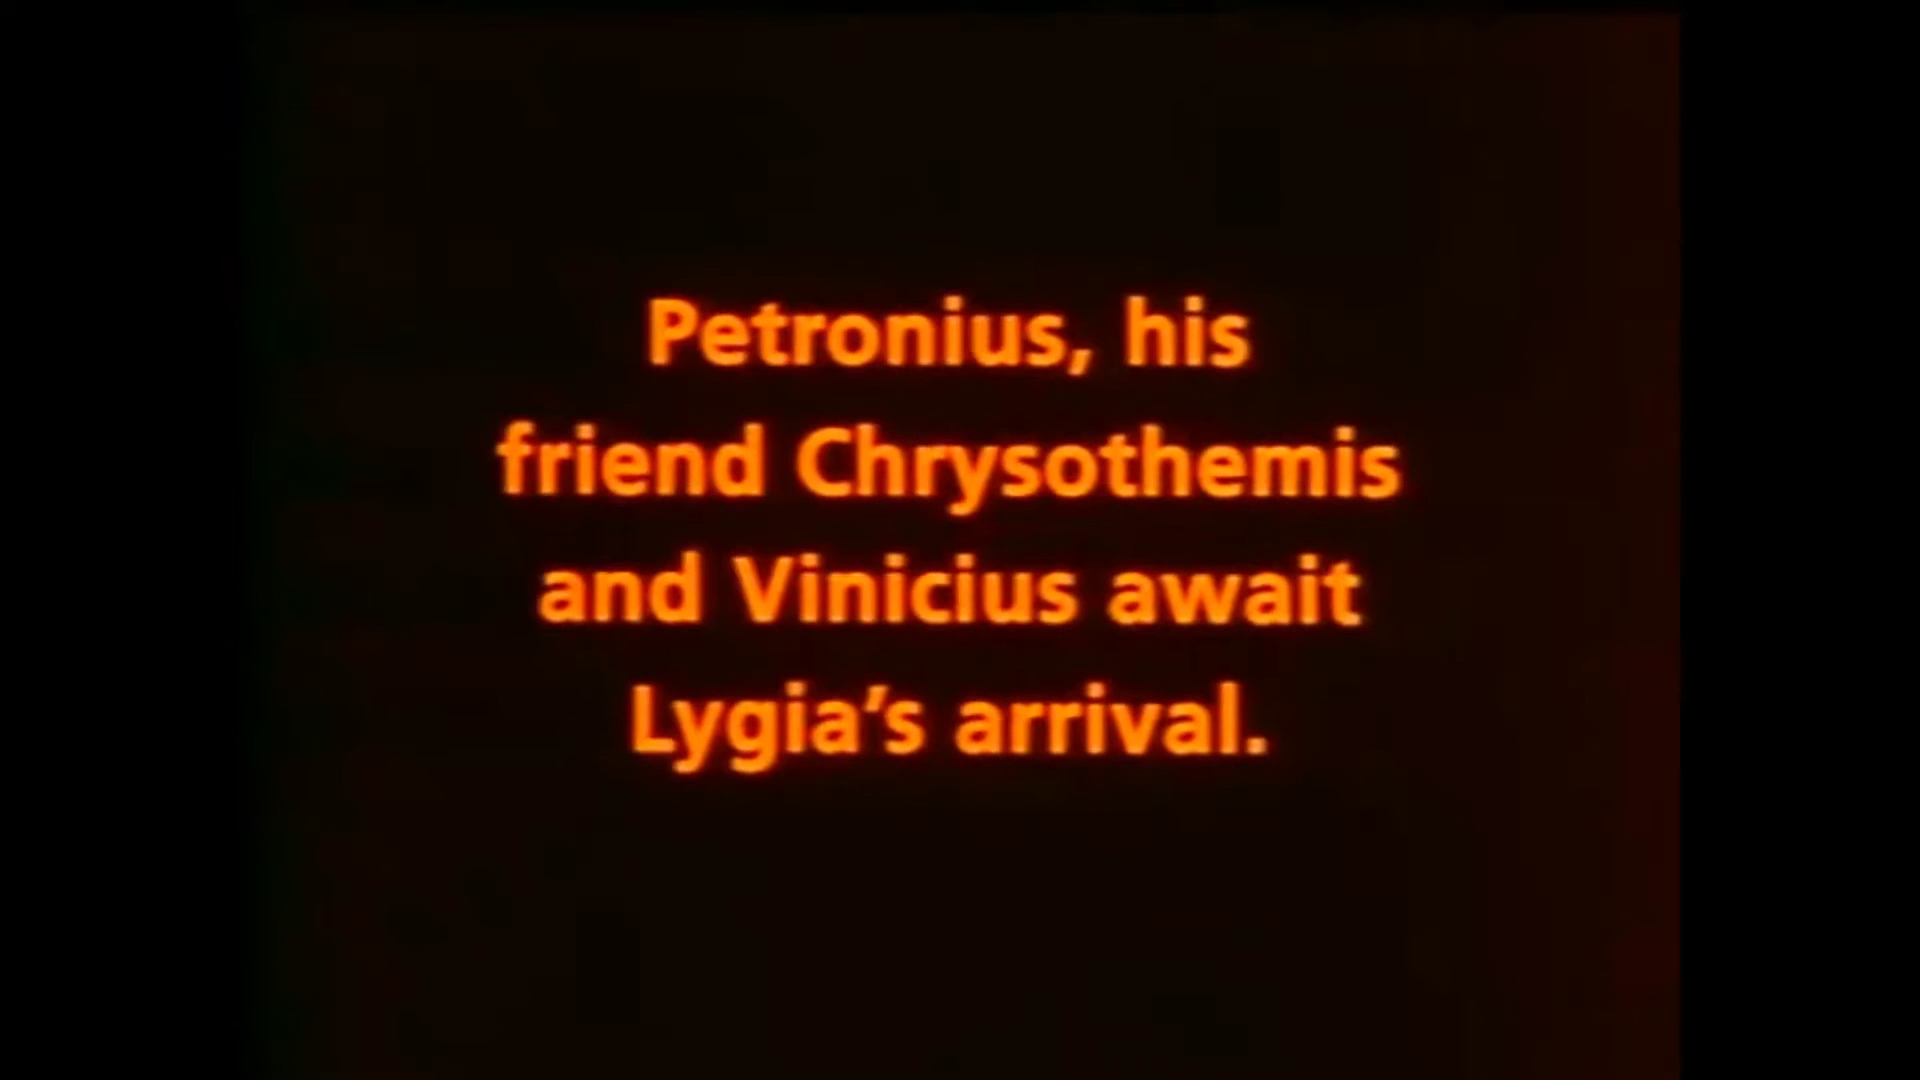 Petronius, his
friend Chrysothemis
and Vinicius await
Lygia’s arrival.